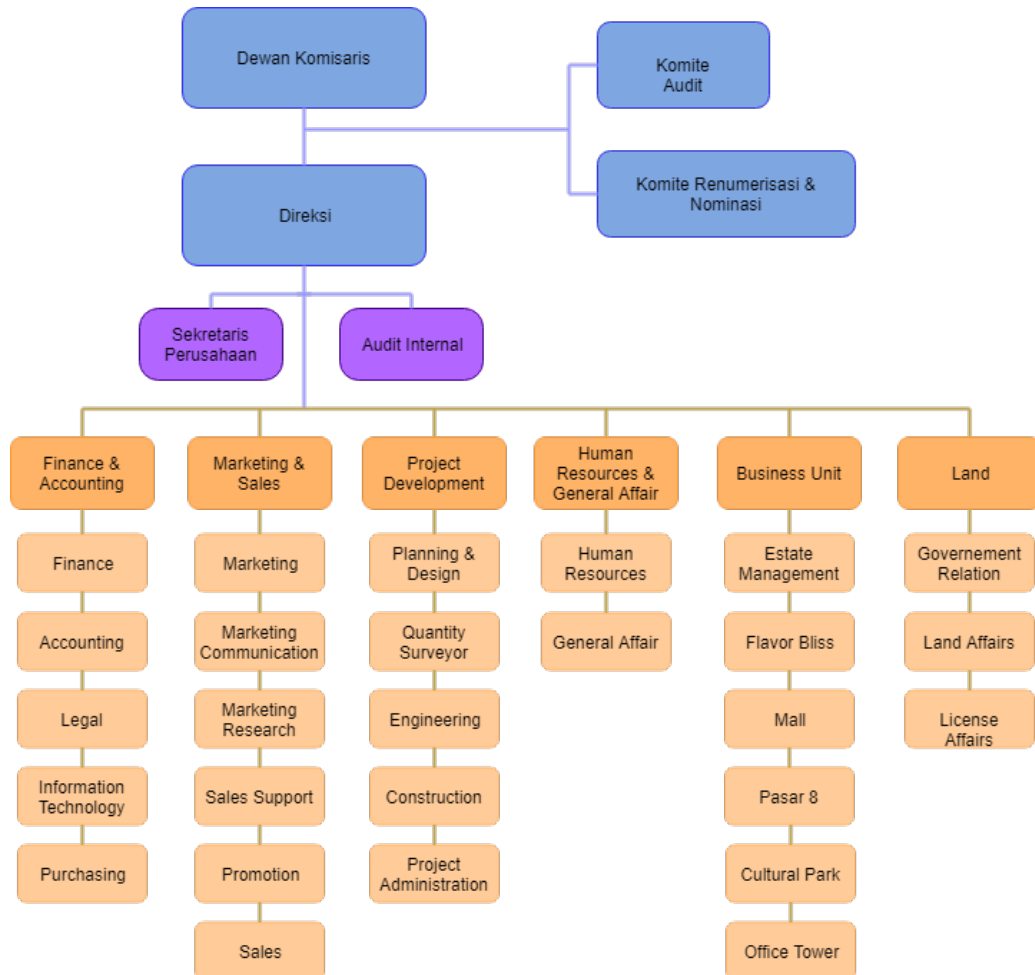 Dewan Komisaris
Komite
Audit
Komite Renumerisasi &
Nominasi
Direksi
Sekretaris
Perusahaan
Audit Internal
Finance &
Accounting
Marketing &
Sales
Project
Development
Human
Resources &
General Affair
Business Unit
Land
Finance
Marketing
Planning &
Design
Human
Resources
Estate
Management
Governement
Relation
Accounting
Marketing
Communication
Quantity
Surveyor
General Affair
Flavor Bliss
Land Affairs
Legal
Marketing
Research
Engineering
Mall
License
Affairs
Information
Technology
Sales Support
Construction
Pasar 8
Purchasing
Promotion
Project
Administration
Cultural Park
Sales
Office Tower